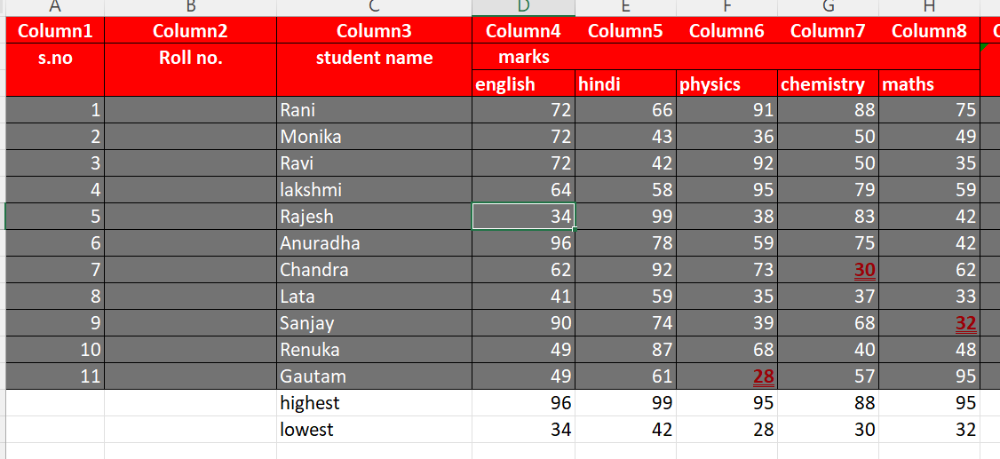 A B C D E F G H
Column1 Column2 Column3 Column4 Column5 Column6 Column7 Column8
s.no Roll no. student name marks
english hindi physics chemistry maths
1 Rani 72 66 91 88 75
2 Monika 72 43 36 50 49
3 Ravi 72 42 92 50 35
4 lakshmi 64 58 95 79 59
5 Rajesh 34 99 38 83 42
6 Anuradha 96 78 59 75 42
7 Chandra 62 92 73 30 62
8 Lata 41 59 35 37 33
9 Sanjay 90 74 39 68 32
10 Renuka 49 87 68 40 48
11 Gautam 49 61 28 57 95
highest 96 99 95 88 95
lowest 34 42 28 30 32